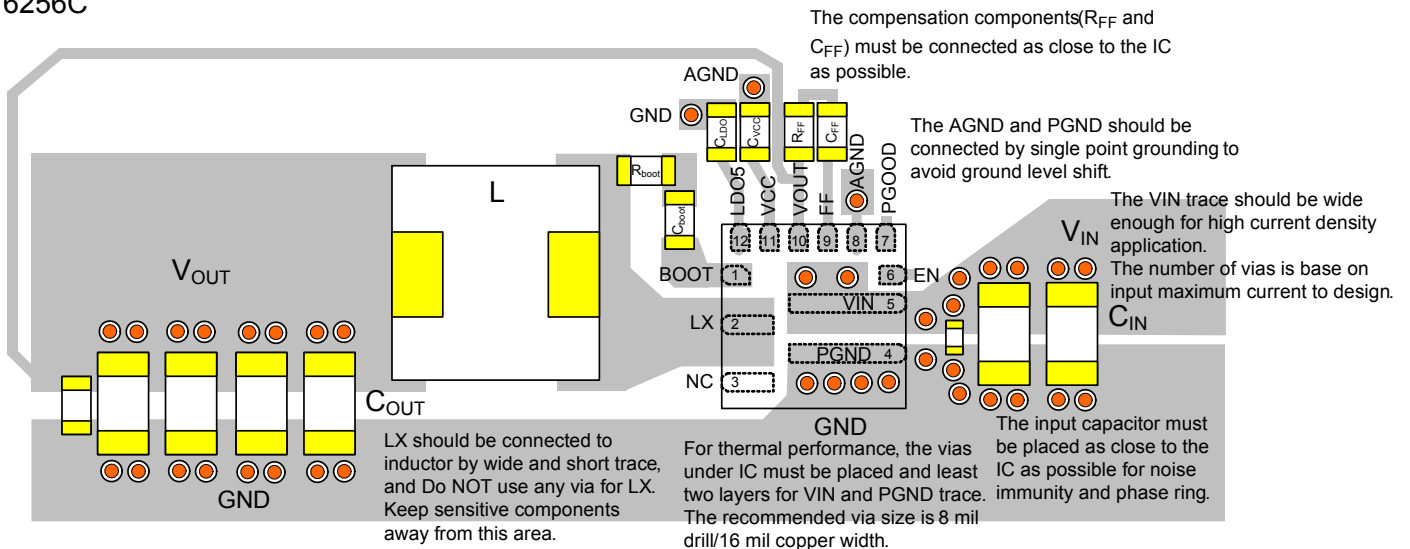 6256C
The compensation components(RFF and
CFF) must be connected as close to the IC
as possible.
AGND
GND
CLDO
CVCC
RFF
CFF
The AGND and PGND should be
connected by single point grounding to
avoid ground level shift.
Rboot
Cboot
LDO5
VCC
VOUT
FF
AGND
PGOOD
12
11
10
9
8
7
The VIN trace should be wide
enough for high current density
application.
The number of vias is base on
input maximum current to design.
VIN
L
VOUT
BOOT
1
6
EN
VIN
5
LX
2
CIN
PGND
4
NC
3
COUT
GND
GND
LX should be connected to
inductor by wide and short trace,
and Do NOT use any via for LX.
Keep sensitive components
away from this area.
For thermal performance, the vias
under IC must be placed and least
two layers for VIN and PGND trace.
The recommended via size is 8 mil
drill/16 mil copper width.
The input capacitor must
be placed as close to the
IC as possible for noise
immunity and phase ring.